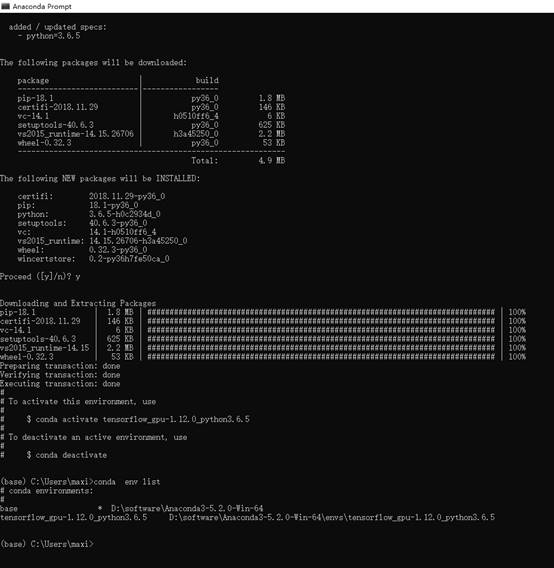 Anaconda Prompt
added / updated specs:
- python=3.6.5
The following packages will be downloaded:
package | build
---------------------------|-----------------
pip-18.1 | py36_0 1.8 MB
certifi-2018.11.29 | py36_0 146 KB
vc-14.1 | h0510ff6_4 6 KB
setuptools-40.6.3 | py36_0 625 KB
vs2015_runtime-14.15.26706 | h3a45250_0 2.2 MB
wheel-0.32.3 | py36_0 53 KB
------------------------------------------------------------
Total: 4.9 MB
The following NEW packages will be INSTALLED:
certifi: 2018.11.29-py36_0
pip: 18.1-py36_0
python: 3.6.5-h0c2934d_0
setuptools: 40.6.3-py36_0
vc: 14.1-h0510ff6_4
vs2015_runtime: 14.15.26706-h3a45250_0
wheel: 0.32.3-py36_0
wincertstore: 0.2-py36h7fe50ca_0
Proceed ([y]/n)? y
Downloading and Extracting Packages
pip-18.1 | 1.8 MB | ############################################################################ | 100%
certifi-2018.11.29 | 146 KB | ############################################################################ | 100%
vc-14.1 | 6 KB | ############################################################################ | 100%
setuptools-40.6.3 | 625 KB | ############################################################################ | 100%
vs2015_runtime-14.15 | 2.2 MB | ############################################################################ | 100%
wheel-0.32.3 | 53 KB | ############################################################################ | 100%
Preparing transaction: done
Verifying transaction: done
Executing transaction: done
#
# To activate this environment, use
#
# $ conda activate tensorflow_gpu-1.12.0_python3.6.5
#
# To deactivate an active environment, use
#
# $ conda deactivate
(base) C:\Users\maxi>conda env list
# conda environments:
#
base * D:\software\Anaconda3-5.2.0-Win-64
tensorflow_gpu-1.12.0_python3.6.5 D:\software\Anaconda3-5.2.0-Win-64\envs\tensorflow_gpu-1.12.0_python3.6.5
(base) C:\Users\maxi>